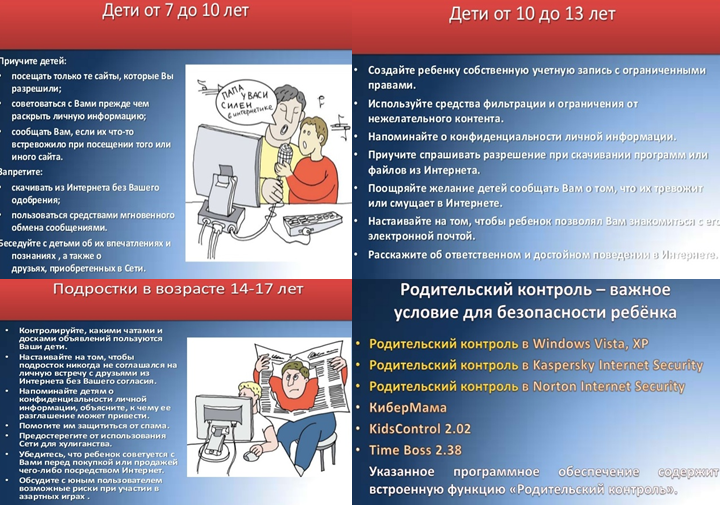 Дети от 7 до 10 лет
Приучите детей:
• посещать только те сайты, которые Вы
разрешили;
• советоваться с Вами прежде чем
раскрыть личную информацию;
• сообщать Вам, если их что-то
встревожило при посещении того или
иного сайта.
Запретите:
• скачивать из Интернета без Вашего
одобрения;
• пользоваться средствами мгновенного
обмена сообщениями.
Беседуйте с детьми об их впечатлениях и
познаниях , а также о
друзьях, приобретенных в Сети.
ПАПА
У ВАСИ
СИЛЕН
в интернетике
Дети от 10 до 13 лет
• Создайте ребенку собственную учетную запись с ограниченными
правами.
• Используйте средства фильтрации и ограничения от
нежелательного контента.
• Напоминайте о конфиденциальности личной информации.
• Приучите спрашивать разрешение при скачивании программ или
файлов из Интернета.
• Поощряйте желание детей сообщать Вам о том, что их тревожит
или смущает в Интернете.
• Настаивайте на том, чтобы ребенок позволял Вам знакомиться с его
электронной почтой.
• Расскажите об ответственном и достойном поведении в Интернете.
Подростки в возрасте 14-17 лет
• Контролируйте, какими чатами и
досками объявлений пользуются
Ваши дети.
• Настаивайте на том, чтобы
подросток никогда не соглашался на
личную встречу с друзьями из
Интернета без Вашего согласия.
• Напоминайте детям о
конфиденциальности личной
информации, объясните, к чему ее
разглашение может привести.
• Помогите им защититься от спама.
• Предостерегите от использования
Сети для хулиганства.
• Убедитесь, что ребенок советуется с
Вами перед покупкой или продажей
чего-либо посредством Интернет.
• Обсудите с юным пользователем
возможные риски при участии в
азартных играх .
Родительский контроль – важное
условие для безопасности ребёнка
• Родительский контроль в Windows Vista, XP
• Родительский контроль в Kaspersky Internet Security
• Родительский контроль в Norton Internet Security
• КиберМама
• KidsControl 2.02
• Time Boss 2.38
Указанное программное обеспечение содержит
встроенную функцию «Родительский контроль».